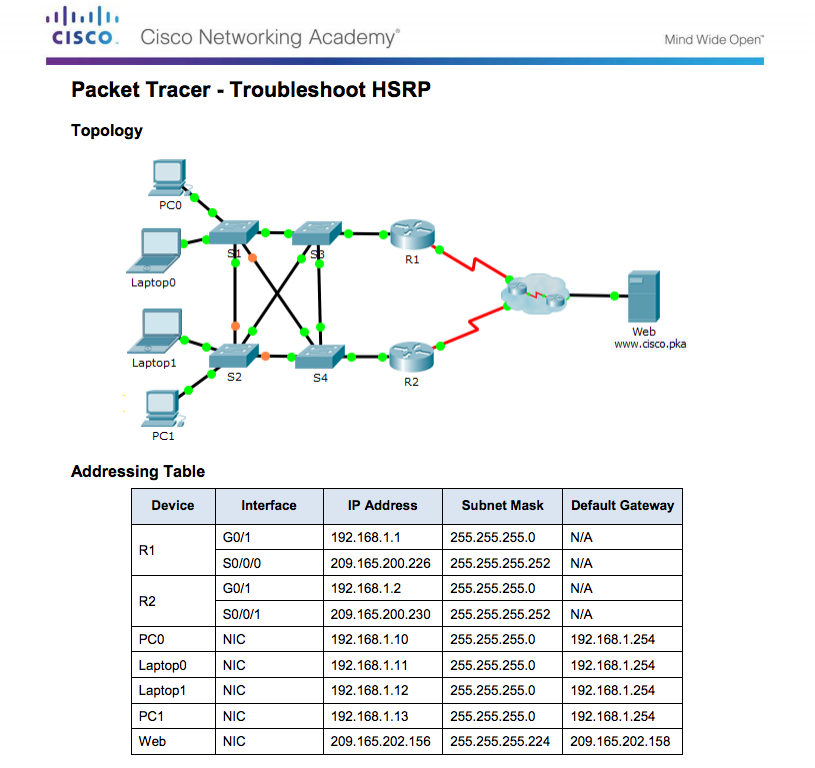 CISCO. Cisco Networking Academy® Mind Wide Open™
Packet Tracer - Troubleshoot HSRP
Topology
PC0
S1 S3
R1
Laptop0
Web
www.cisco.pka
Laptop1
S2 S4 R2
PC1
Addressing Table
Device Interface IP Address Subnet Mask Default Gateway
R1 G0/1 192.168.1.1 255.255.255.0 N/A
S0/0/0 209.165.200.226 255.255.255.252 N/A
R2 G0/1 192.168.1.2 255.255.255.0 N/A
S0/0/1 209.165.200.230 255.255.255.252 N/A
PC0 NIC 192.168.1.10 255.255.255.0 192.168.1.254
Laptop0 NIC 192.168.1.11 255.255.255.0 192.168.1.254
Laptop1 NIC 192.168.1.12 255.255.255.0 192.168.1.254
PC1 NIC 192.168.1.13 255.255.255.0 192.168.1.254
Web NIC 209.165.202.156 255.255.255.224 209.165.202.158